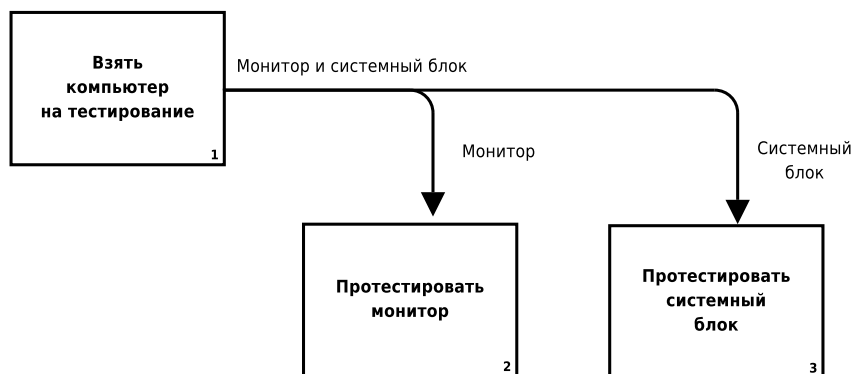 Взять
компьютер
на тестирование
1
Монитор и системный блок
Монитор
Системный
блок
Протестировать
монитор
2
Протестировать
системный
блок
3